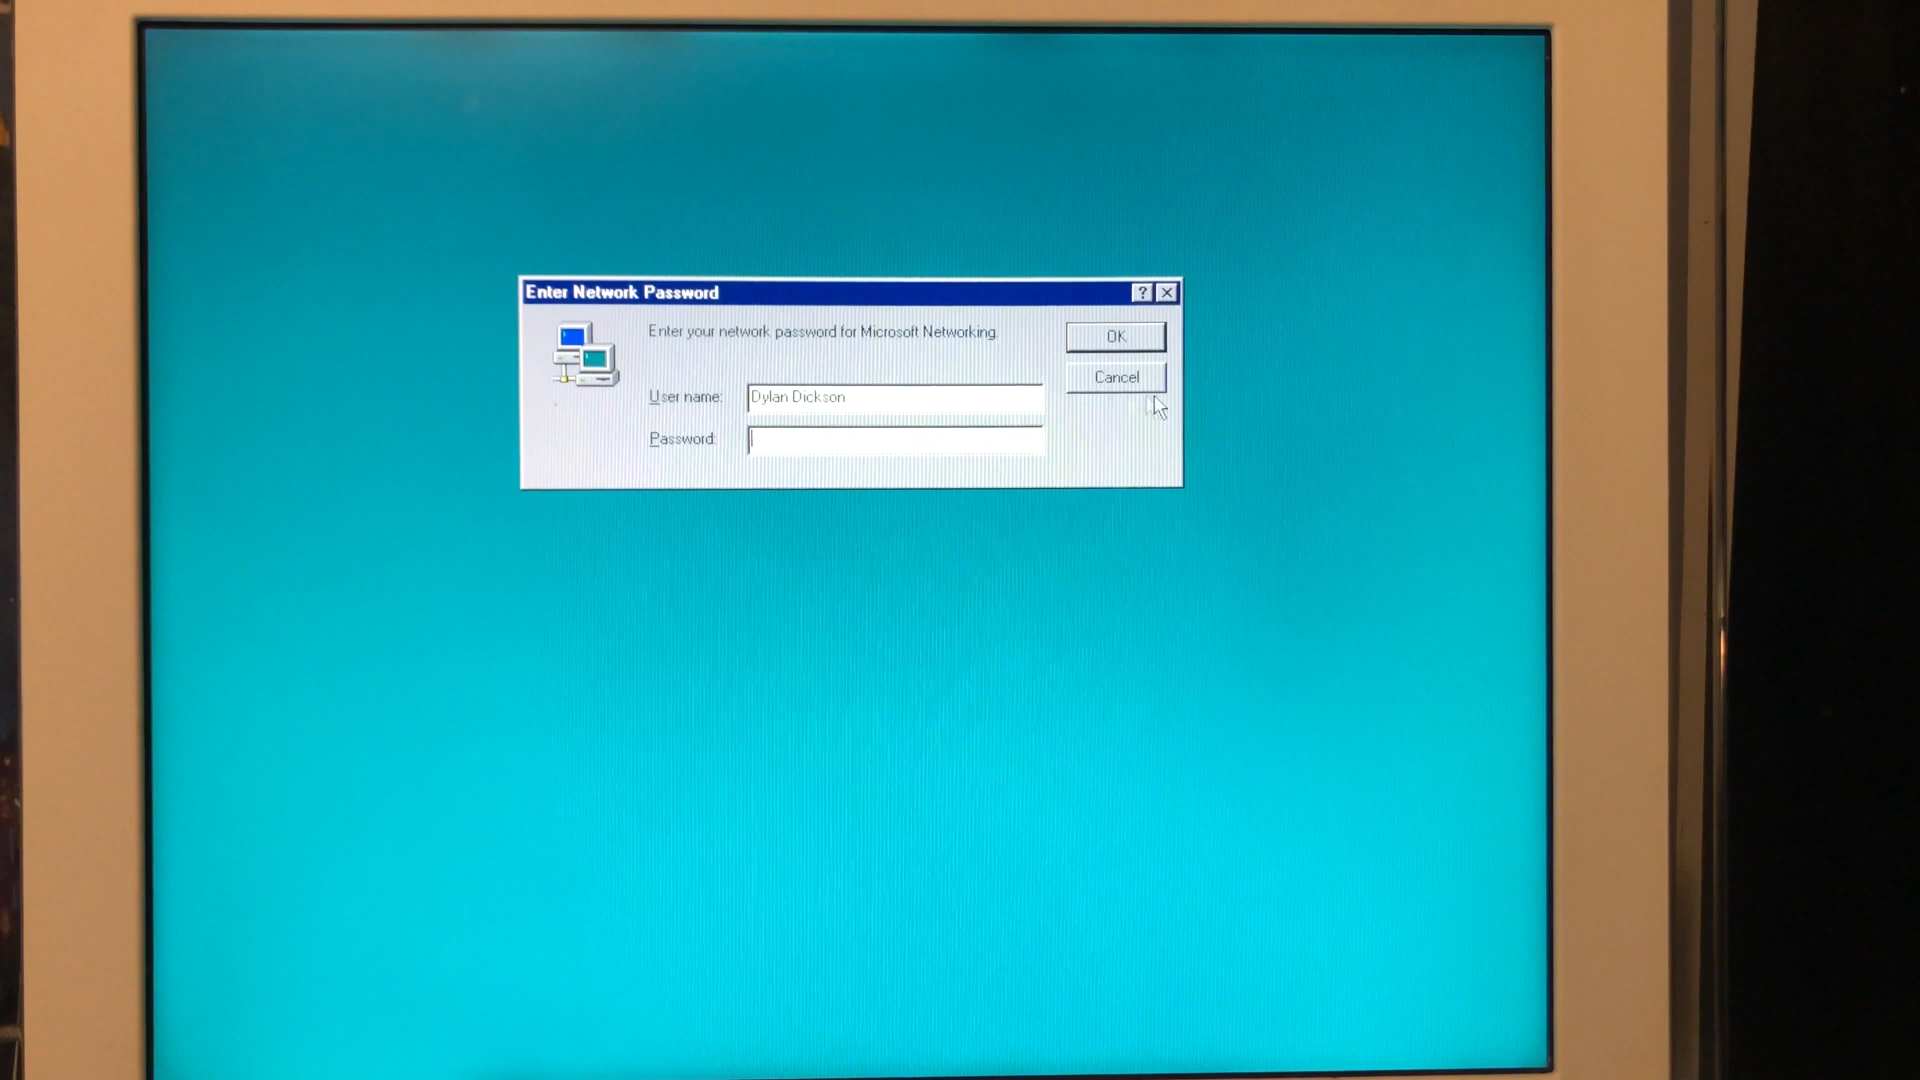 Enter Network Password
Enter your network password for Microsoft Networking.
OK
Cancel
User name:
Dylan Dickson
Password: